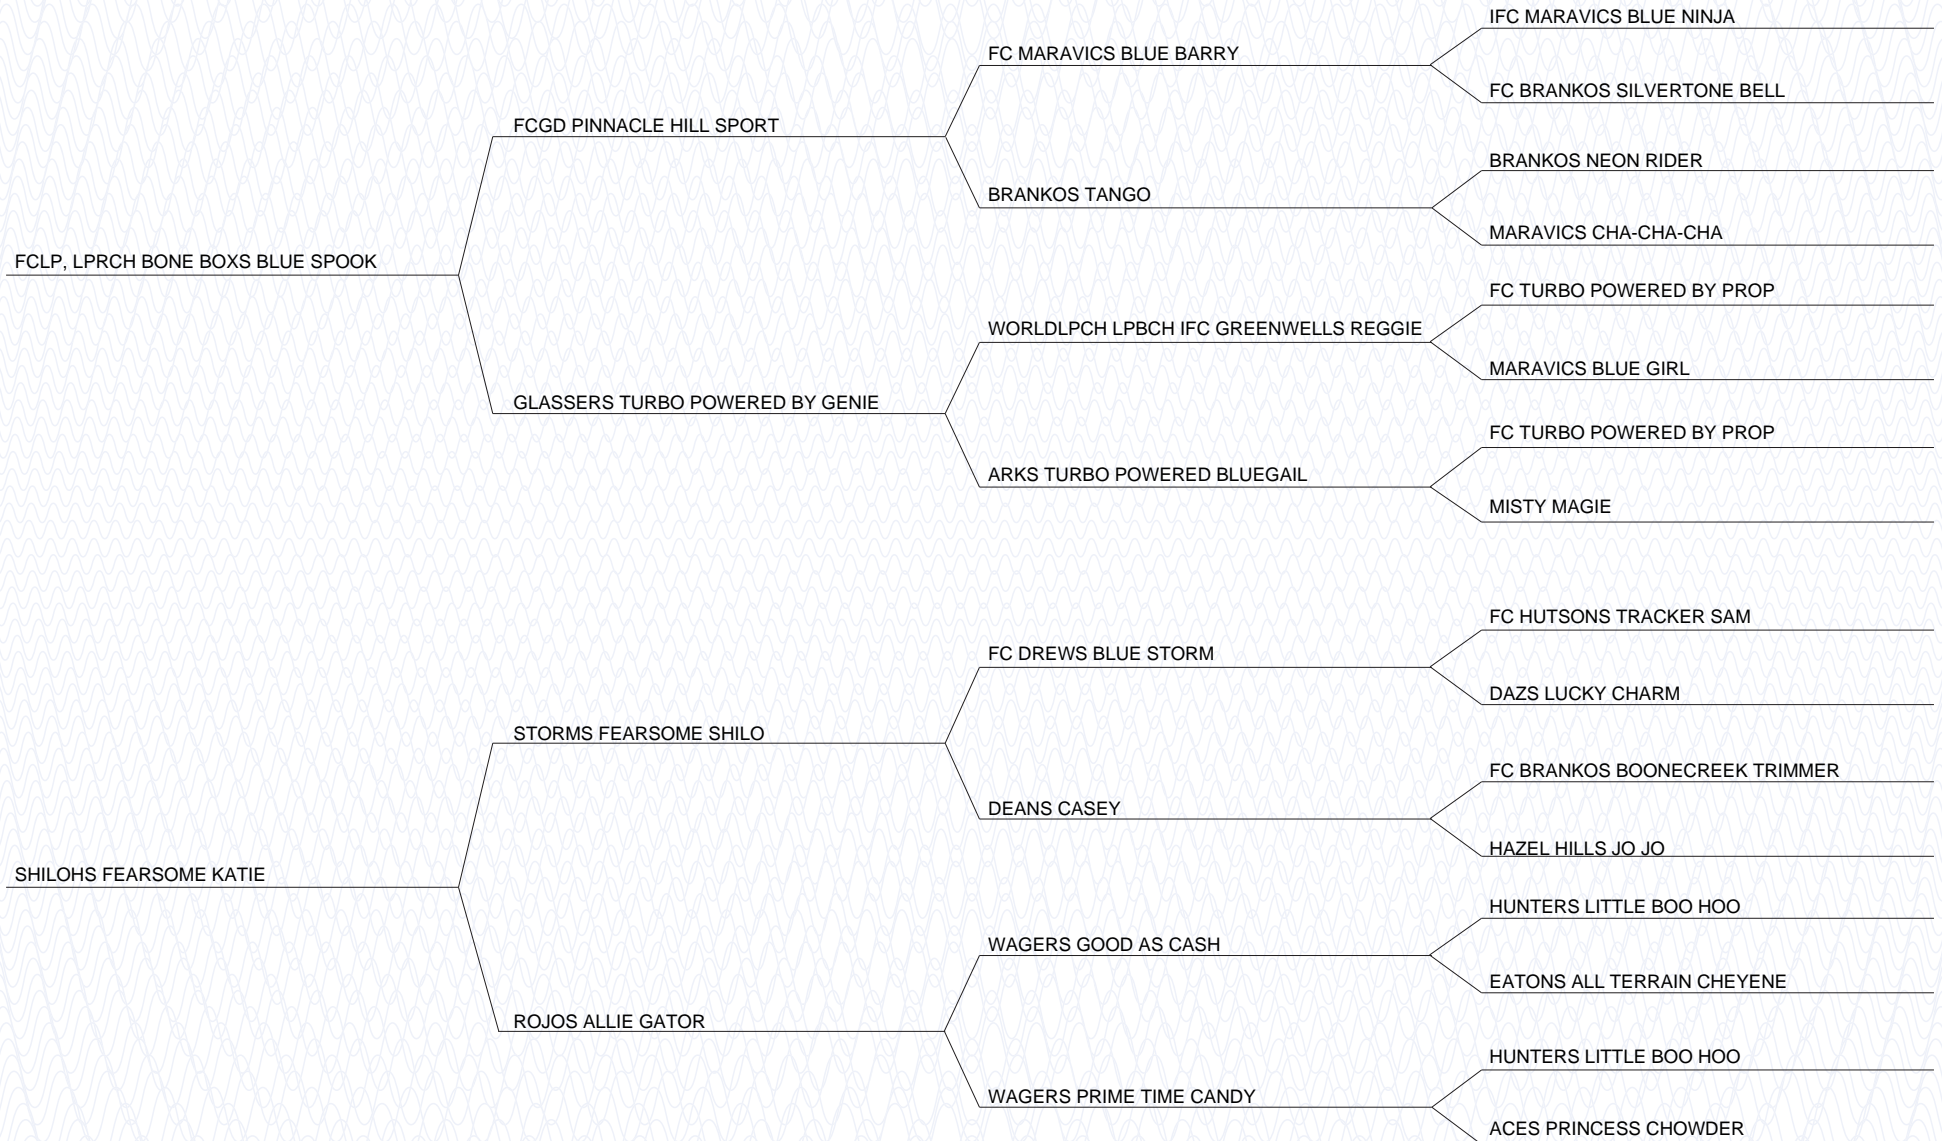 IFC MARAVICS BLUE NINJA
FC MARAVICS BLUE BARRY
FC BRANKOS SILVERTONE BELL
FCGD PINNACLE HILL SPORT
BRANKOS NEON RIDER
BRANKOS TANGO
MARAVICS CHA-CHA-CHA
FCLP, LPRCH BONE BOXS BLUE SPOOK
FC TURBO POWERED BY PROP
WORLDLPCH LPBCH IFC GREENWELLS REGGIE
MARAVICS BLUE GIRL
GLASSERS TURBO POWERED BY GENIE
FC TURBO POWERED BY PROP
ARKS TURBO POWERED BLUEGAIL
MISTY MAGIE
FC HUTSONS TRACKER SAM
FC DREWS BLUE STORM
DAZS LUCKY CHARM
STORMS FEARSOME SHILO
FC BRANKOS BOONECREEK TRIMMER
DEANS CASEY
HAZEL HILLS JO JO
SHILOHS FEARSOME KATIE
HUNTERS LITTLE BOO HOO
WAGERS GOOD AS CASH
EATONS ALL TERRAIN CHEYENE
ROJOS ALLIE GATOR
HUNTERS LITTLE BOO HOO
WAGERS PRIME TIME CANDY
ACES PRINCESS CHOWDER